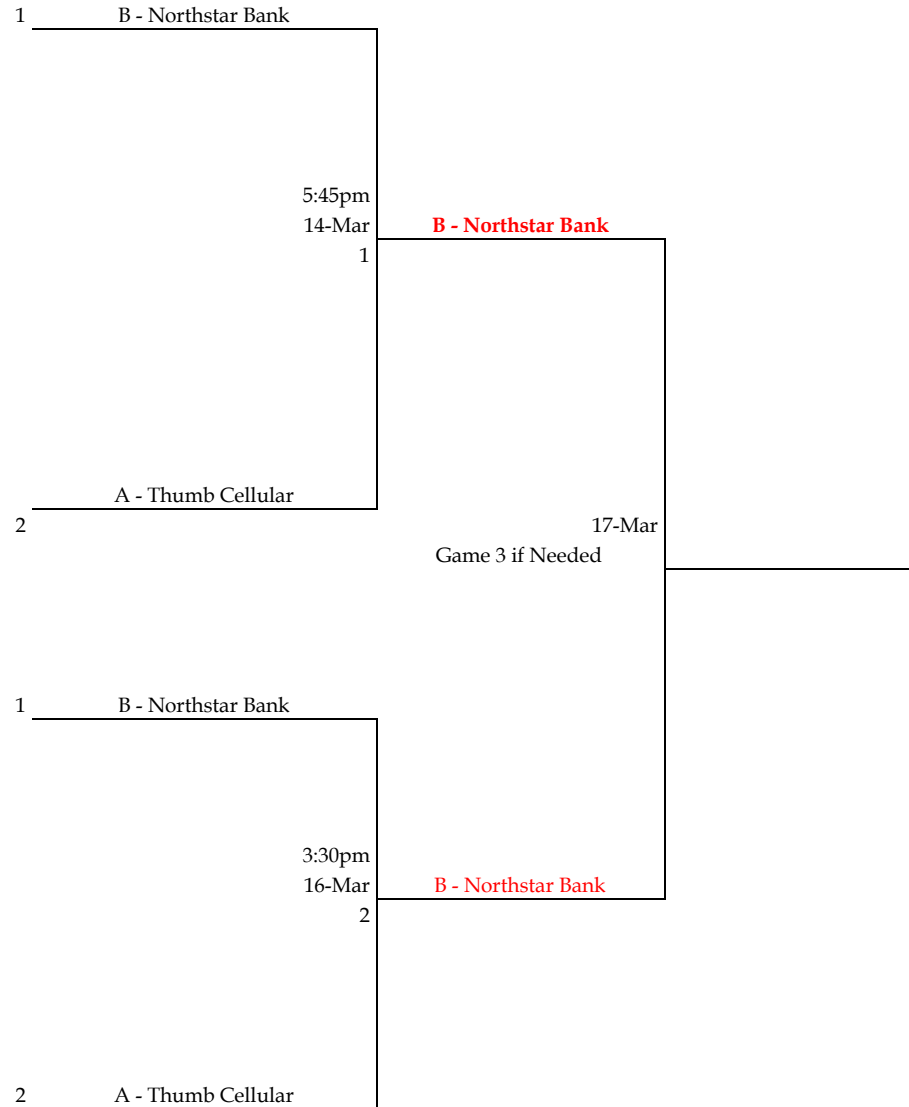 1 B - Northstar Bank
5:45pm
14-Mar B - Northstar Bank
1
A - Thumb Cellular
2 17-Mar
Game 3 if Needed
1 B - Northstar Bank
3:30pm
16-Mar B - Northstar Bank
2
2 A - Thumb Cellular